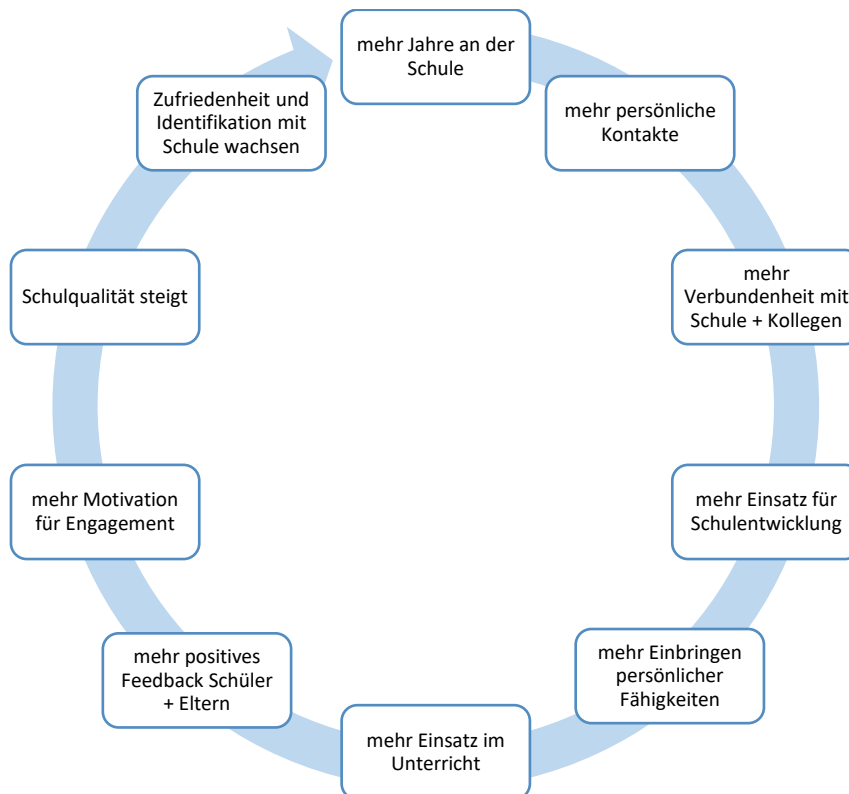 mehr Jahre an der
Schule
mehr persönliche
Kontakte
mehr
Verbundenheit mit
Schule + Kollegen
mehr Einsatz für
Schulentwicklung
mehr Einbringen
persönlicher
Fähigkeiten
mehr Einsatz im
Unterricht
mehr positives
Feedback Schüler
+ Eltern
mehr Motivation
für Engagement
Schulqualität steigt
Zufriedenheit und
Identifikation mit
Schule wachsen